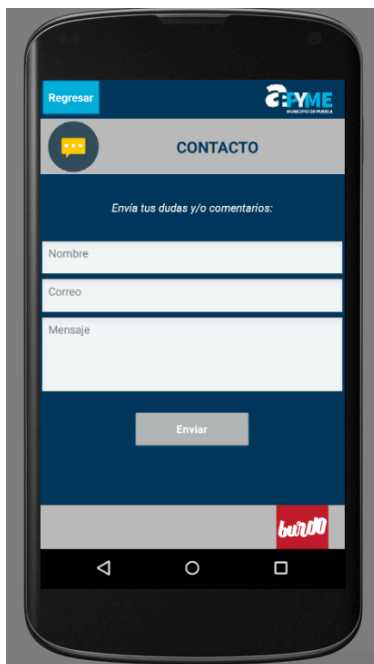 Regresar
a:PYME
MUNICIPIO DE PUEBLA
CONTACTO
Envía tus dudas y/o comentarios:
Nombre
Correo
Mensaje
Enviar
burdo